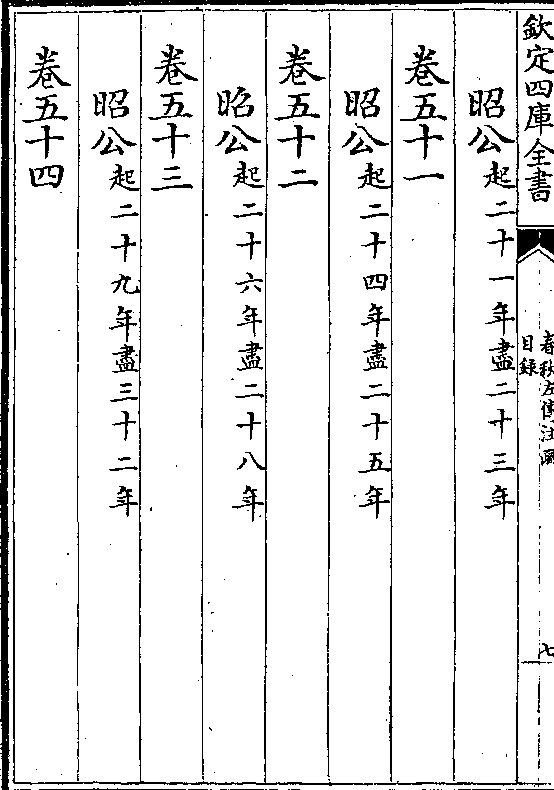 欽定四庫全書
春秋左傳注疏
目録
七
昭公起二十一年盡二十三年
卷五十一
昭公起二十四年盡二十五年
卷五十二
昭公起二十六年盡二十八年
卷五十三
昭公起二十九年盡三十二年
卷五十四